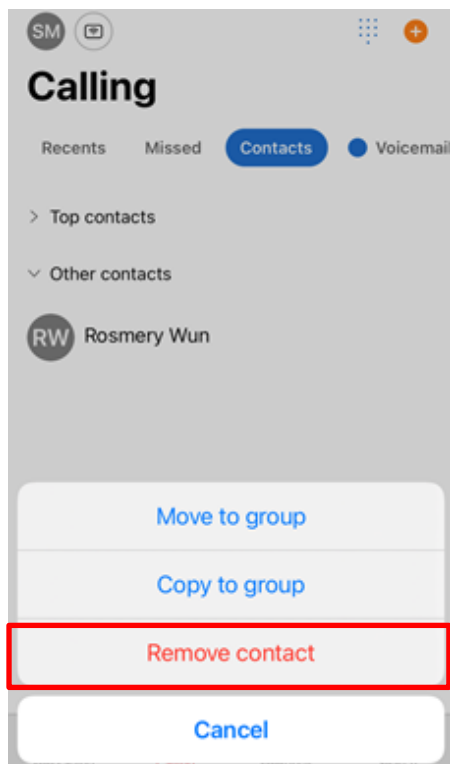 SM
Calling
Recents Missed Contacts Voicemail
Top contacts
Other contacts
RW Rosmery Wun
Move to group
Copy to group
Remove contact
Cancel